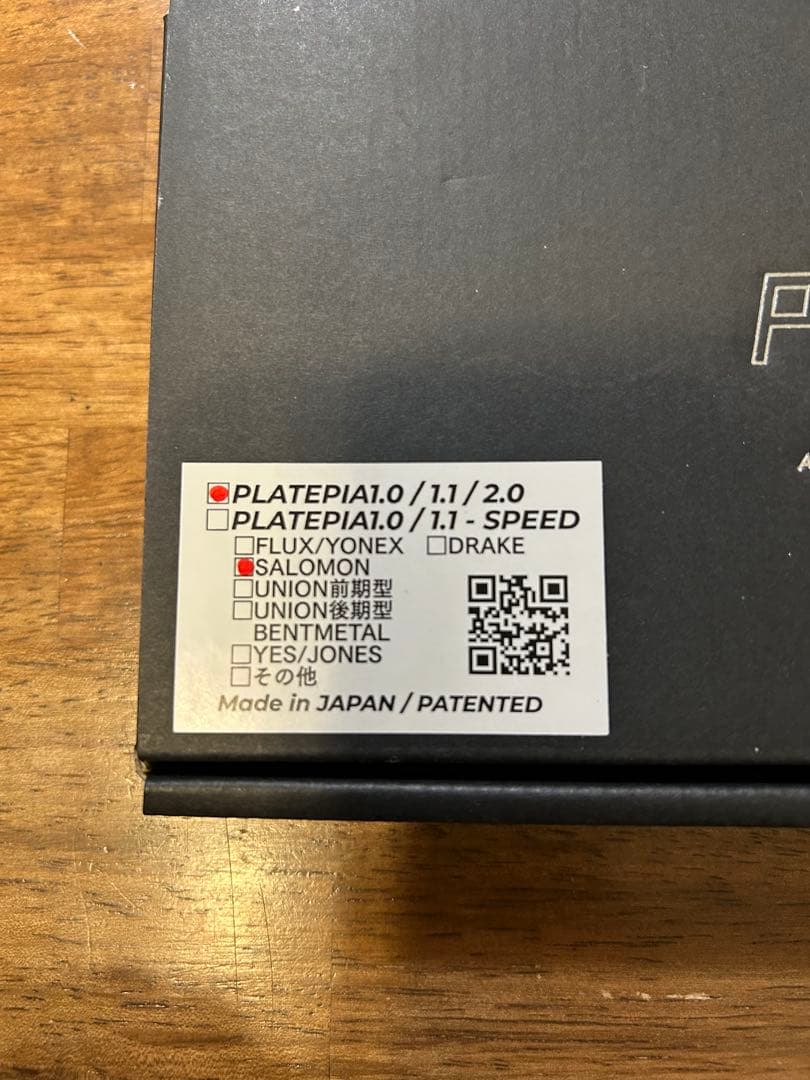 PLATEPIA1.0 / 1.1 / 2.0
PLATEPIA1.0 / 1.1 - SPEED
FLUX/YONEX DRAKE
SALOMON
UNION前期型
UNION後期型
BENTMETAL
YES/JONES
その他
Made in JAPAN / PATENTED
P
A